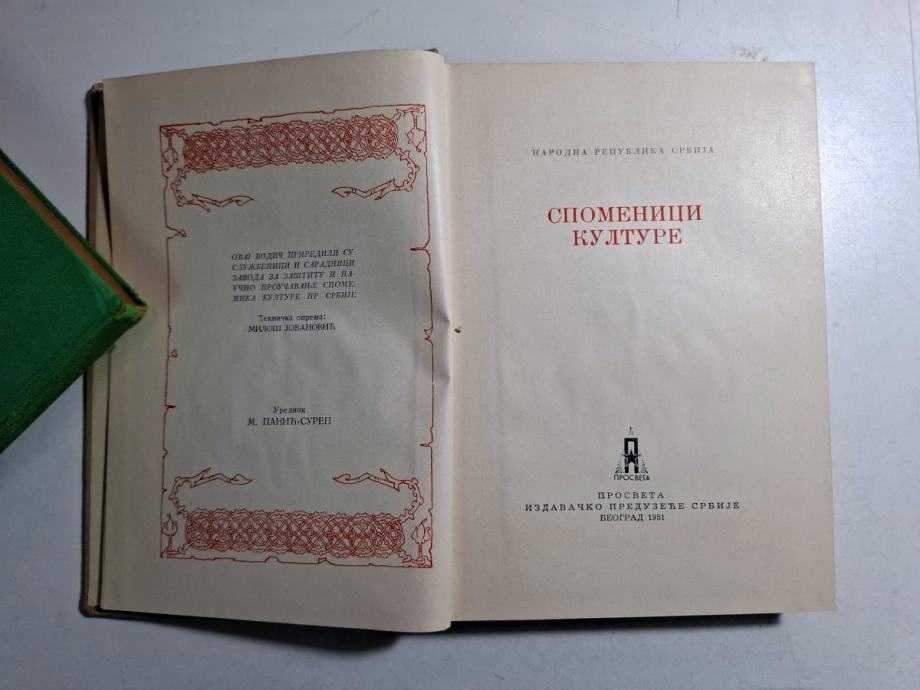 ОВАЈ ВОДИЧ ПРИРЕДИЛИ СУ
СЛУЖБЕНИЦИ И САРАДНИЦИ
ЗАВОДА ЗА ЗАШТИТУ И НА-
УЧНО ПРОУЧАВАЊЕ СПОМЕ-
НИКА КУЛТУРЕ НР СРБИЈЕ
Техничка опрема:
МИЛОШ ЈОВАНОВИЋ
Уредник
М. ПАНИЋ-СУРЕП
НАРОДНА РЕПУБЛИКА СРБИЈА
СПОМЕНИЦИ
КУЛТУРЕ
ПРОСВЕТА
ПРОСВЕТА
ИЗДАВАЧКО ПРЕДУЗЕЋЕ СРБИЈЕ
БЕОГРАД 1951